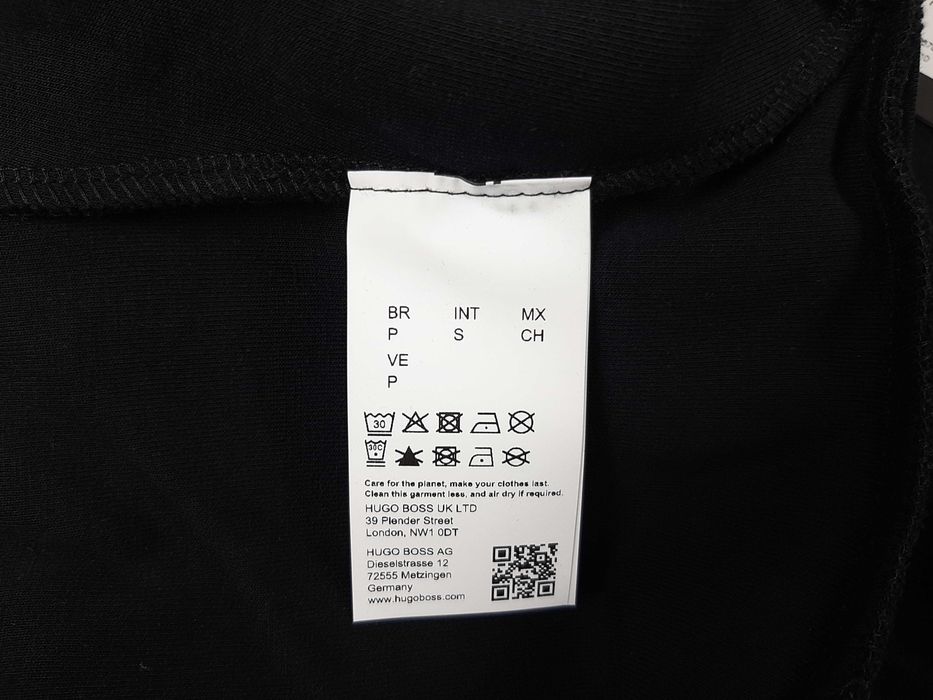 BR INT MX
P S CH
VE
P
30
30C
Care for the planet, make your clothes last.
Clean this garment less, and air dry if required.
HUGO BOSS UK LTD
39 Plender Street
London, NW1 0DT
HUGO BOSS AG
Dieselstrasse 12
72555 Metzingen
Germany
www.hugoboss.com